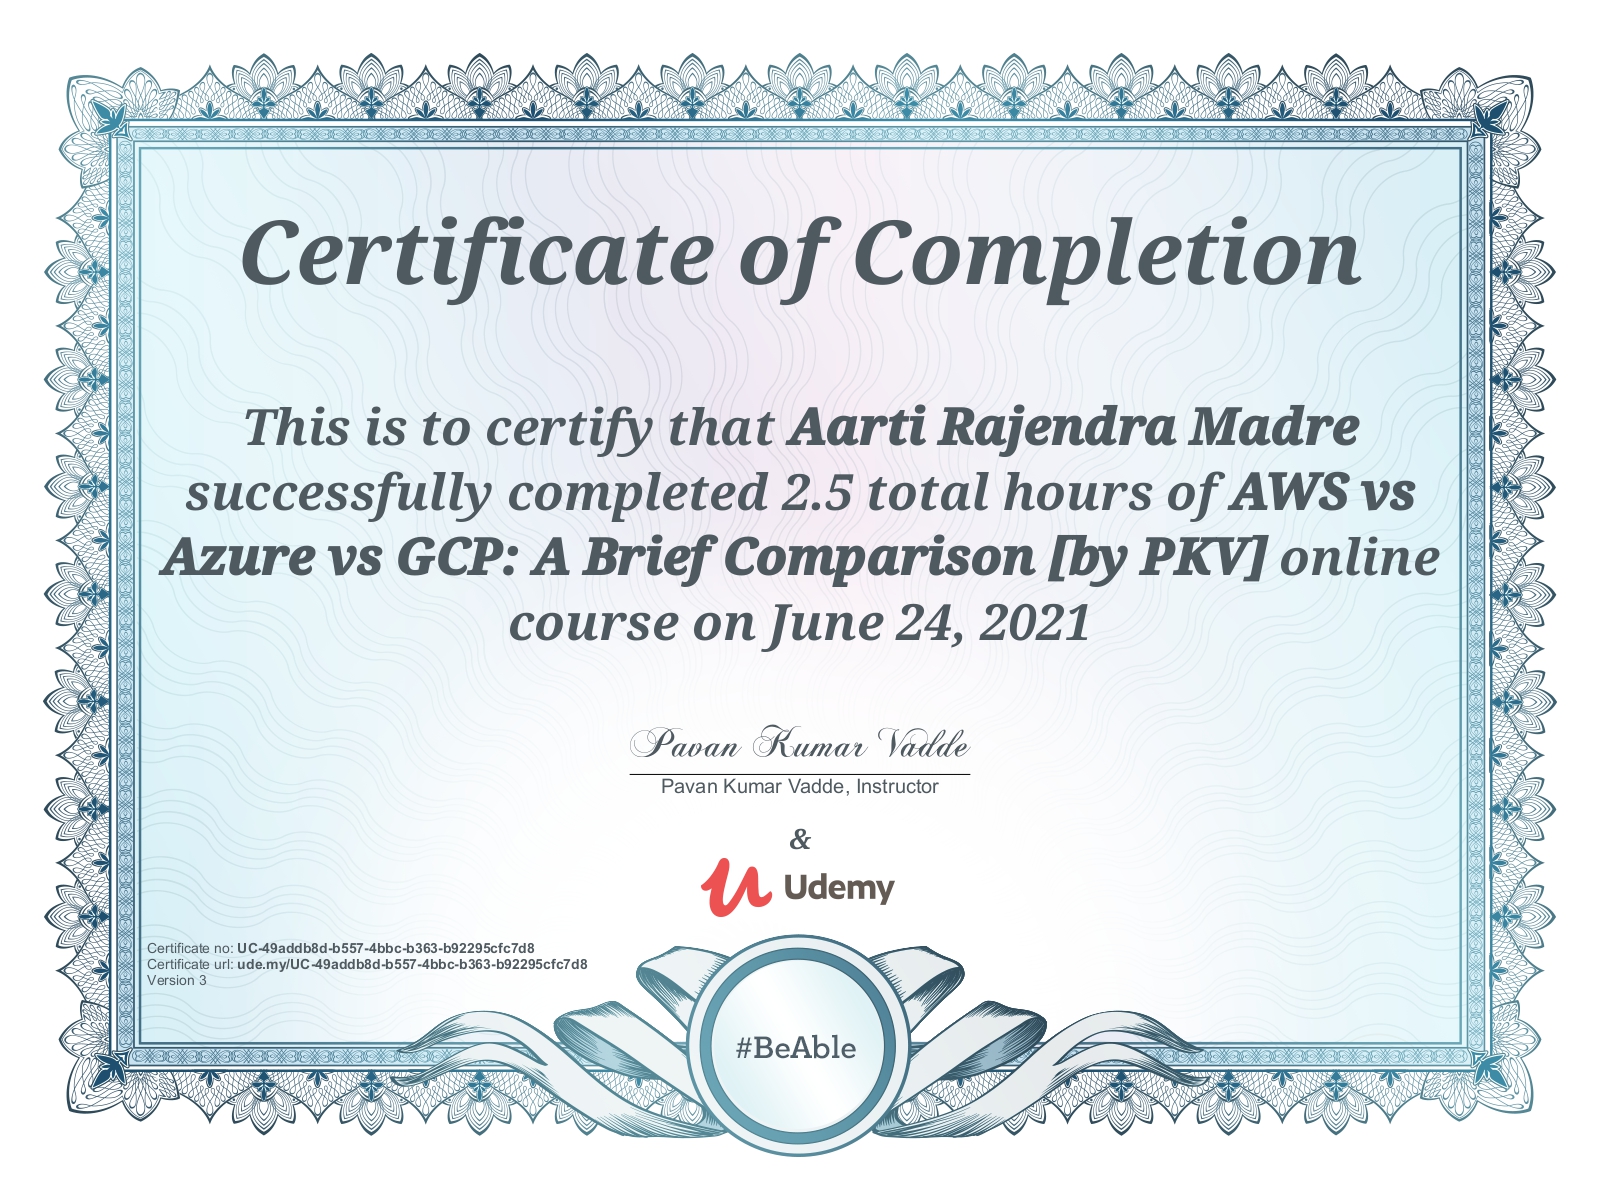 Certificate of Completion
This is to certify that Aarti Rajendra Madre
successfully completed 2.5 total hours of AWS vs
Azure vs GCP: A Brief Comparison [by PKV] online
course on June 24, 2021
Pavan Kumar Vadde
Pavan Kumar Vadde, Instructor
&
Udemy
Certificate no: UC-49addb8d-b557-4bbc-b363-b92295cfc7d8
Certificate url: ude.my/UC-49addb8d-b557-4bbc-b363-b92295cfc7d8
Version 3
#BeAble